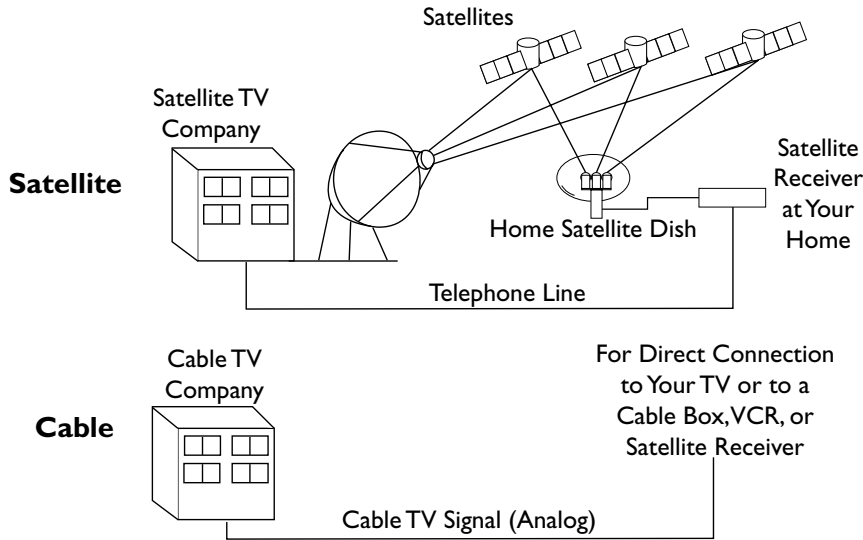 Satellites
Satellite TV
Company
Satellite
Satellite
Receiver
at Your
Home
Home Satellite Dish
Telephone Line
Cable TV
Company
Cable
For Direct Connection
to Your TV or to a
Cable Box, VCR, or
Satellite Receiver
Cable TV Signal (Analog)